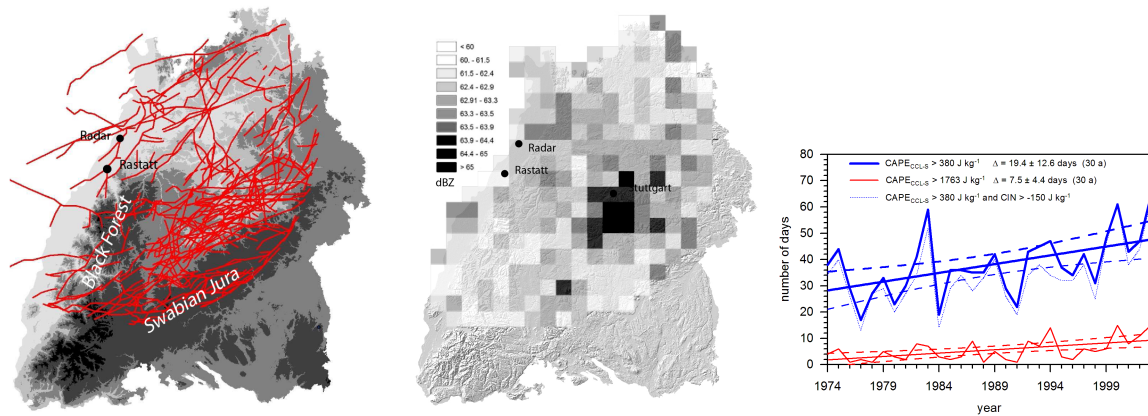 Radar
Rastatt
Black Forest
Swabian Jura
< 60
60. - 61.5
61.5 - 62.4
62.4 - 62.9
62.91 - 63.3
63.3 - 63.5
63.5 - 63.9
63.9 - 64.4
64.4 - 65
> 65
dBZ
Radar
Rastatt
tuttgart
CAPE_CCL-S > 380 J kg⁻¹ Δ = 19.4 ± 12.6 days (30 a)
CAPE_CCL-S > 1763 J kg⁻¹ Δ = 7.5 ± 4.4 days (30 a)
CAPE_CCL-S > 380 J kg⁻¹ and CIN > -150 J kg⁻¹
number of days
80
70
60
50
40
30
20
10
0
1974 1979 1984 1989 1994 1999
year